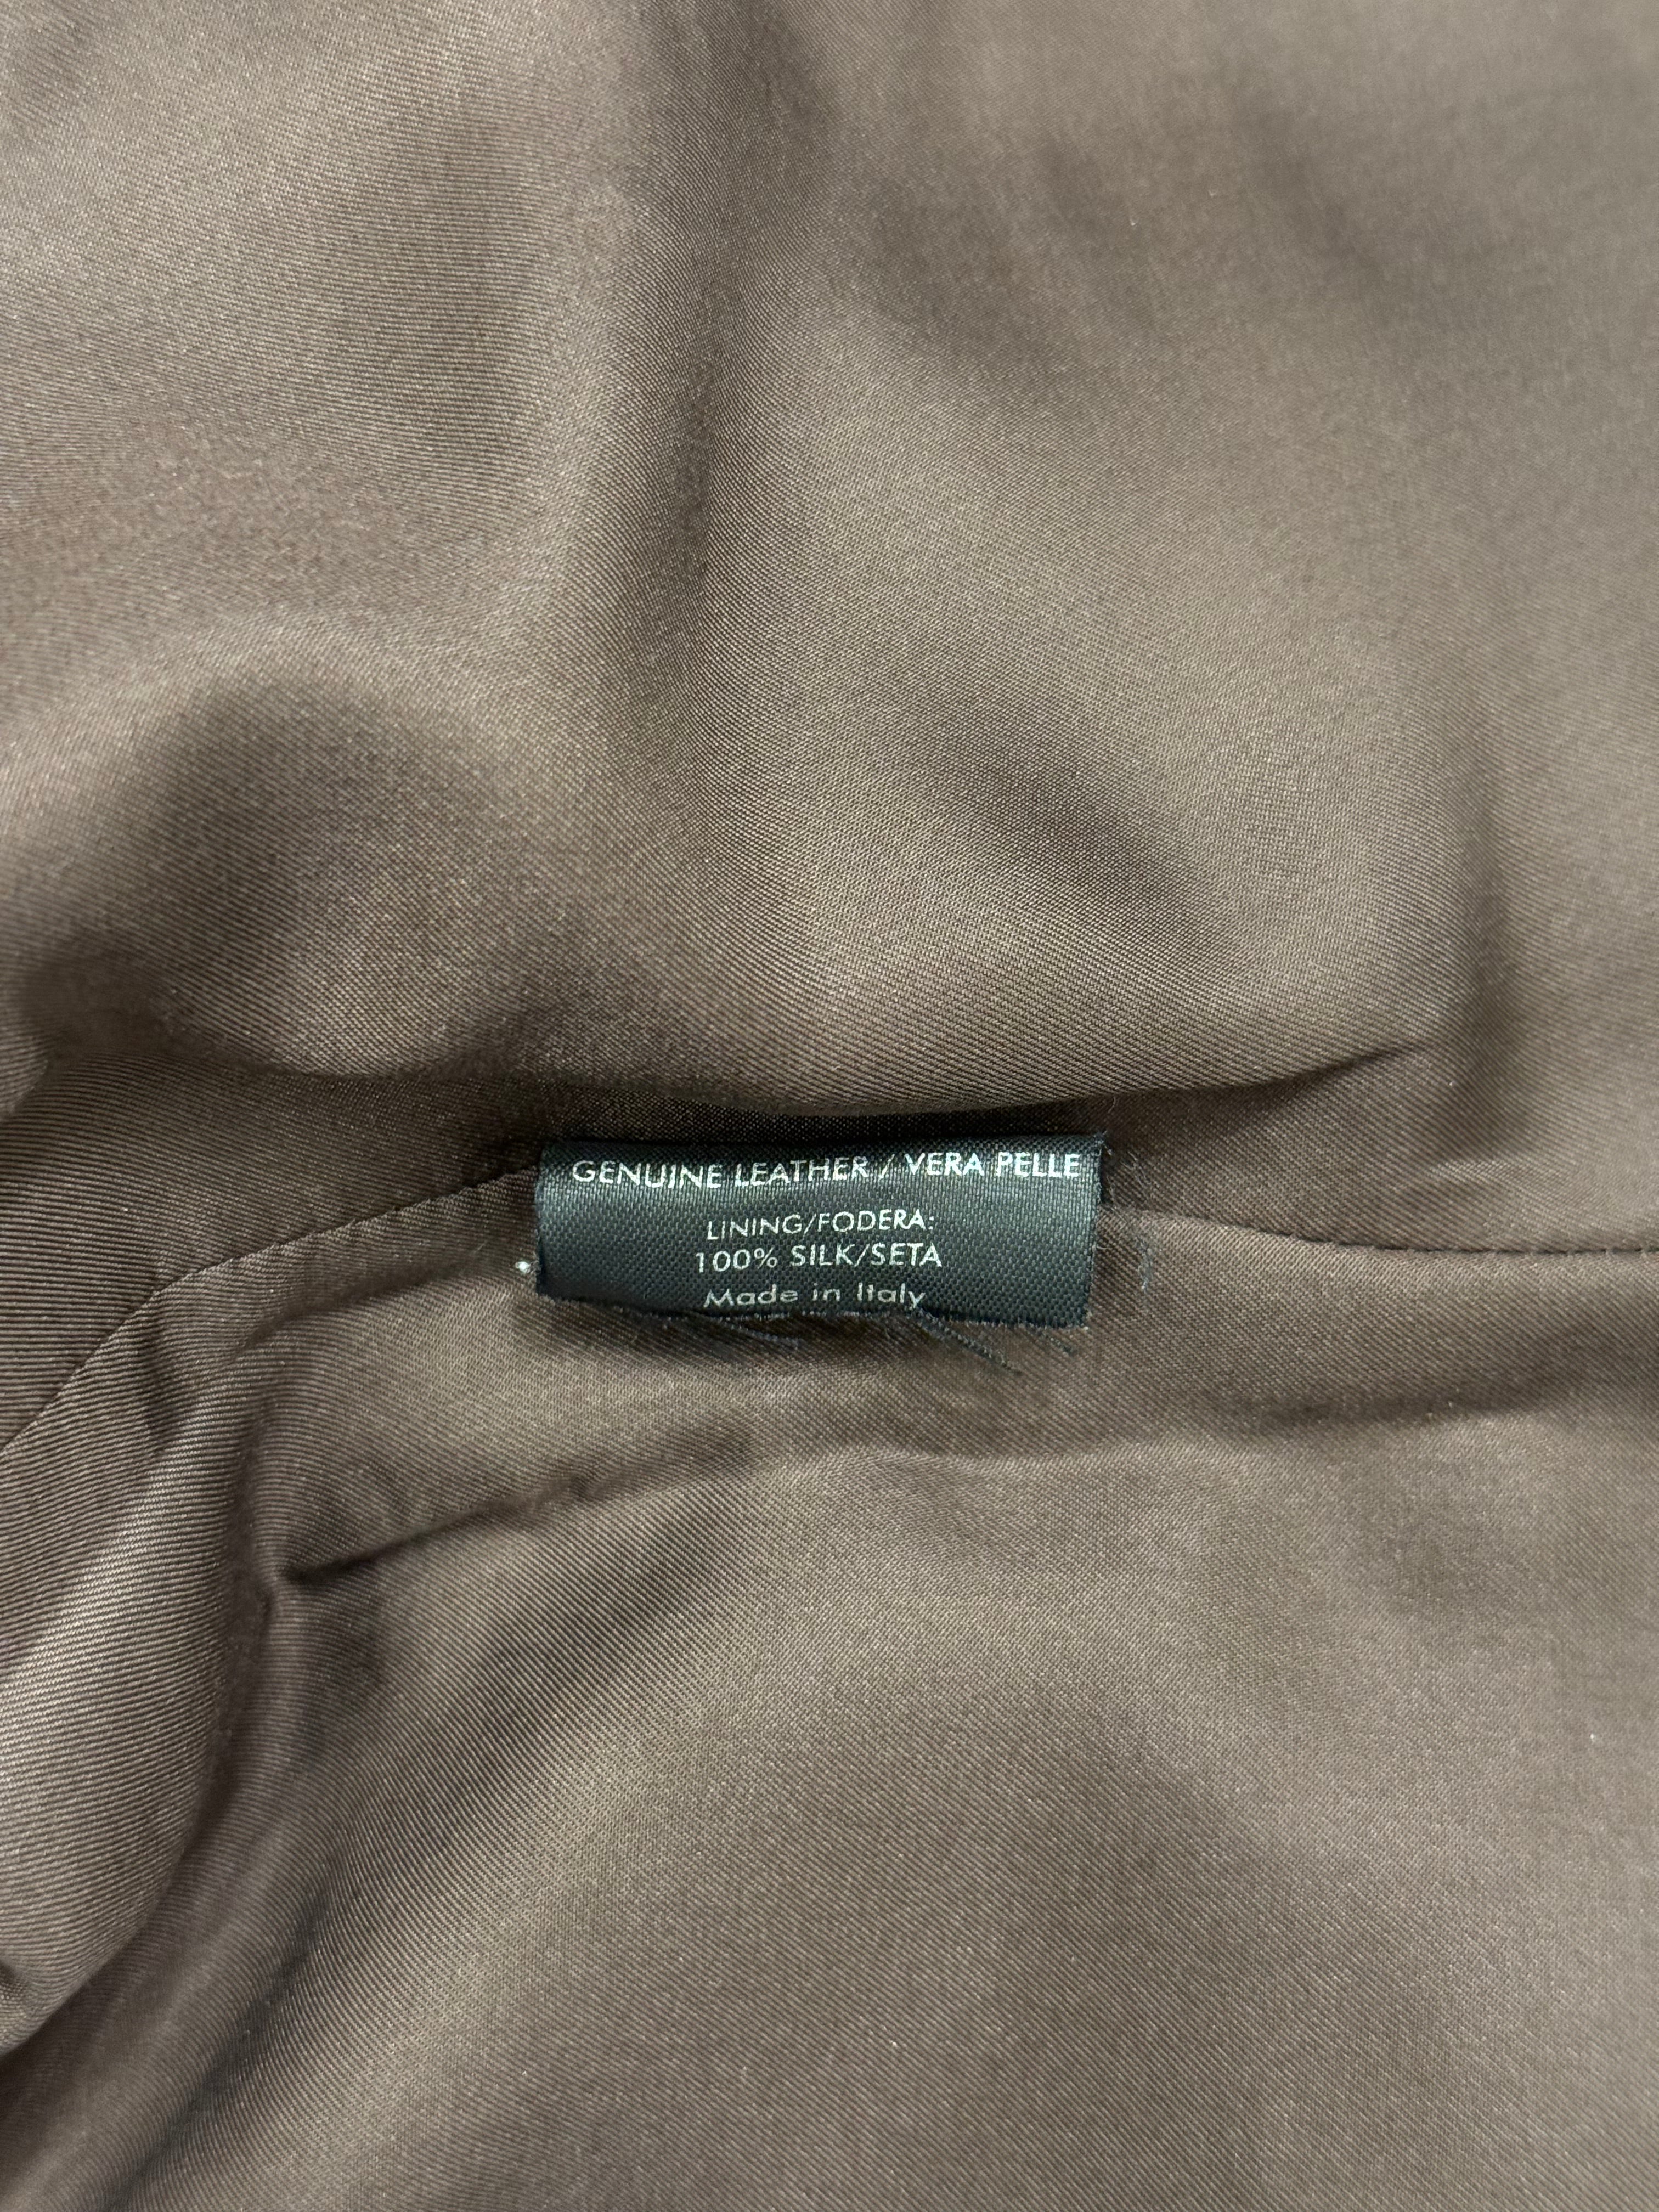 GENUINE LEATHER / VERA PELLE
LINING/FODERA:
100% SILK/SETA
Made in Italy